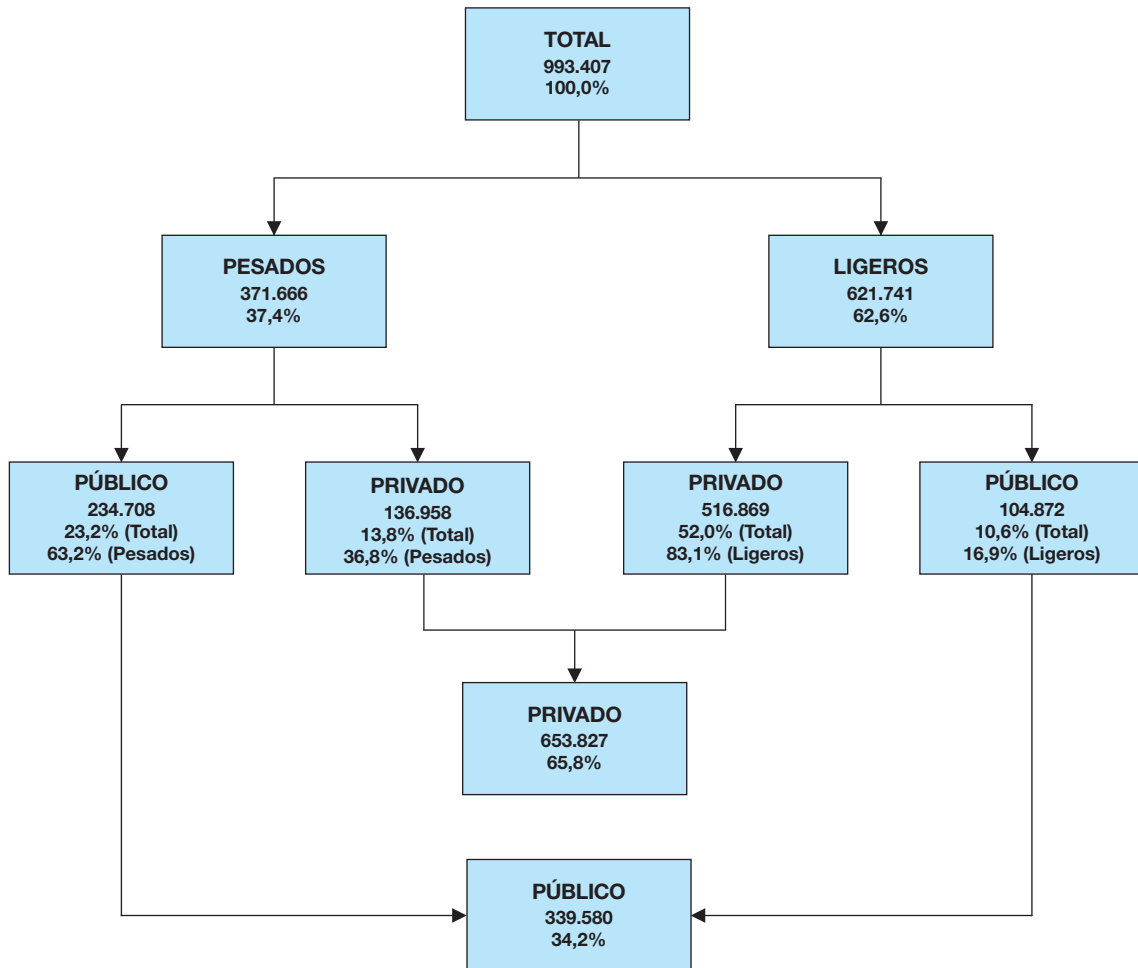 TOTAL
993.407
100,0%
PESADOS
371.666
37,4%
LIGEROS
621.741
62,6%
PÚBLICO
234.708
23,2% (Total)
63,2% (Pesados)
PRIVADO
136.958
13,8% (Total)
36,8% (Pesados)
PRIVADO
516.869
52,0% (Total)
83,1% (Ligeros)
PÚBLICO
104.872
10,6% (Total)
16,9% (Ligeros)
PRIVADO
653.827
65,8%
PÚBLICO
339.580
34,2%